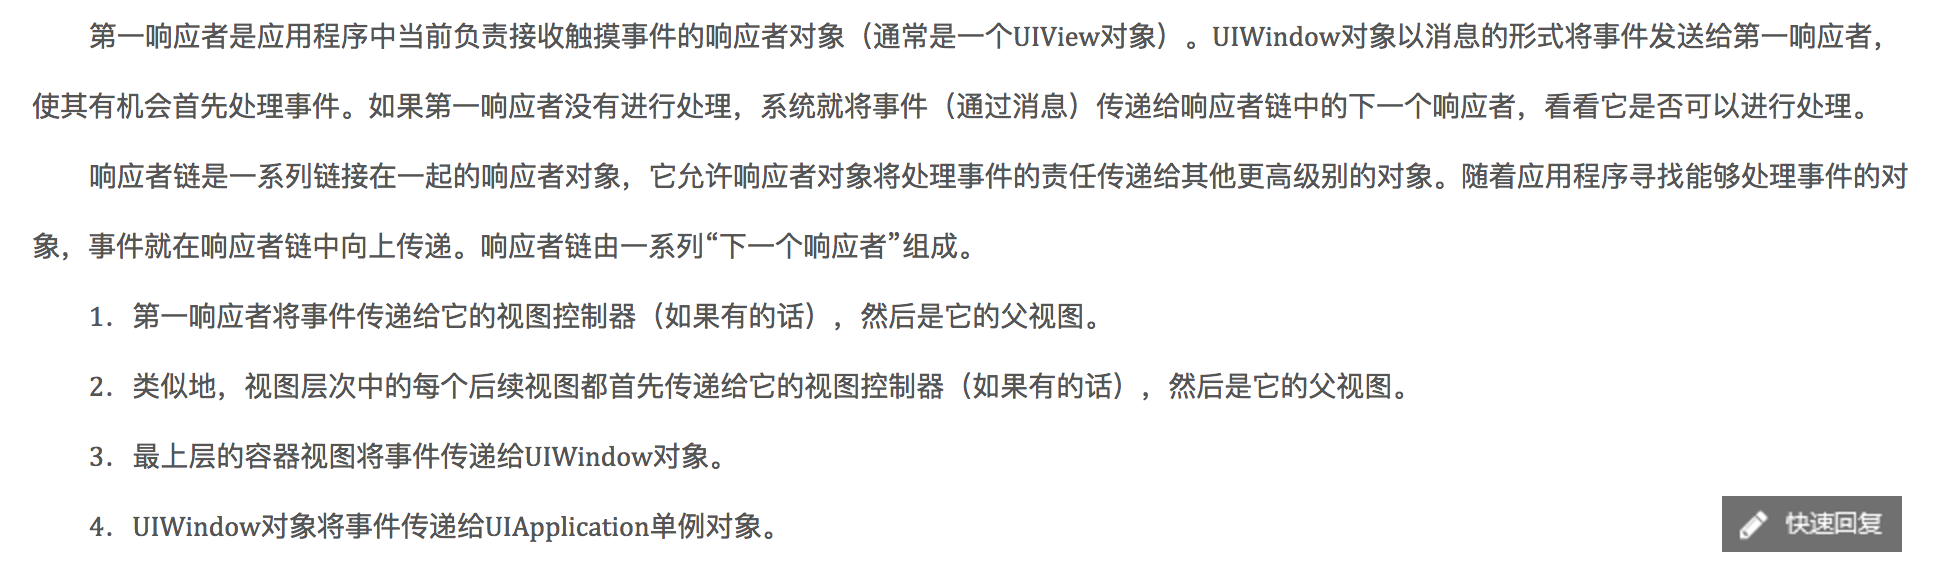 第一响应者是应用程序中当前负责接收触摸事件的响应者对象（通常是一个UIView对象）。UIWindow对象以消息的形式将事件发送给第一响应者，
使其有机会首先处理事件。如果第一响应者没有进行处理，系统就将事件（通过消息）传递给响应者链中的下一个响应者，看看它是否可以进行处理。
响应者链是一系列链接在一起的响应者对象，它允许响应者对象将处理事件的责任传递给其他更高级别的对象。随着应用程序寻找能够处理事件的对
象，事件就在响应者链中向上传递。响应者链由一系列“下一个响应者”组成。
1. 第一响应者将事件传递给它的视图控制器（如果有的话），然后是它的父视图。
2. 类似地，视图层次中的每个后续视图都首先传递给它的视图控制器（如果有的话），然后是它的父视图。
3. 最上层的容器视图将事件传递给UIWindow对象。
4. UIWindow对象将事件传递给UIApplication单例对象。
快速回复